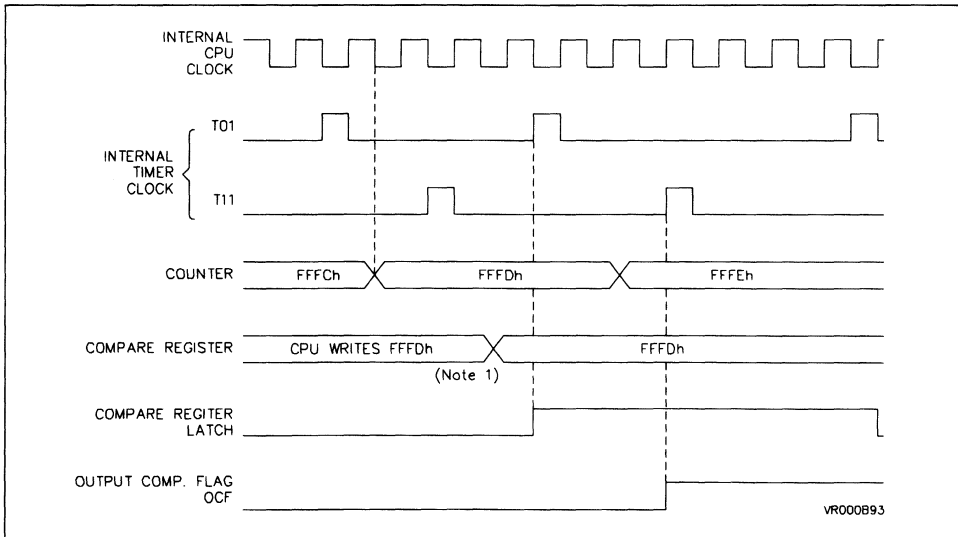 INTERNAL
CPU
CLOCK
T01
INTERNAL
TIMER
CLOCK
T11
COUNTER
FFFCh
FFFDh
FFFEh
COMPARE REGISTER
CPU WRITES FFFDh
FFFDh
(Note 1)
COMPARE REGITER
LATCH
OUTPUT COMP. FLAG
OCF
VR000B93